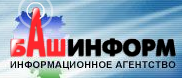 БАШИНФОРМ
ИНФОРМАЦИОННОЕ АГЕНТСТВО